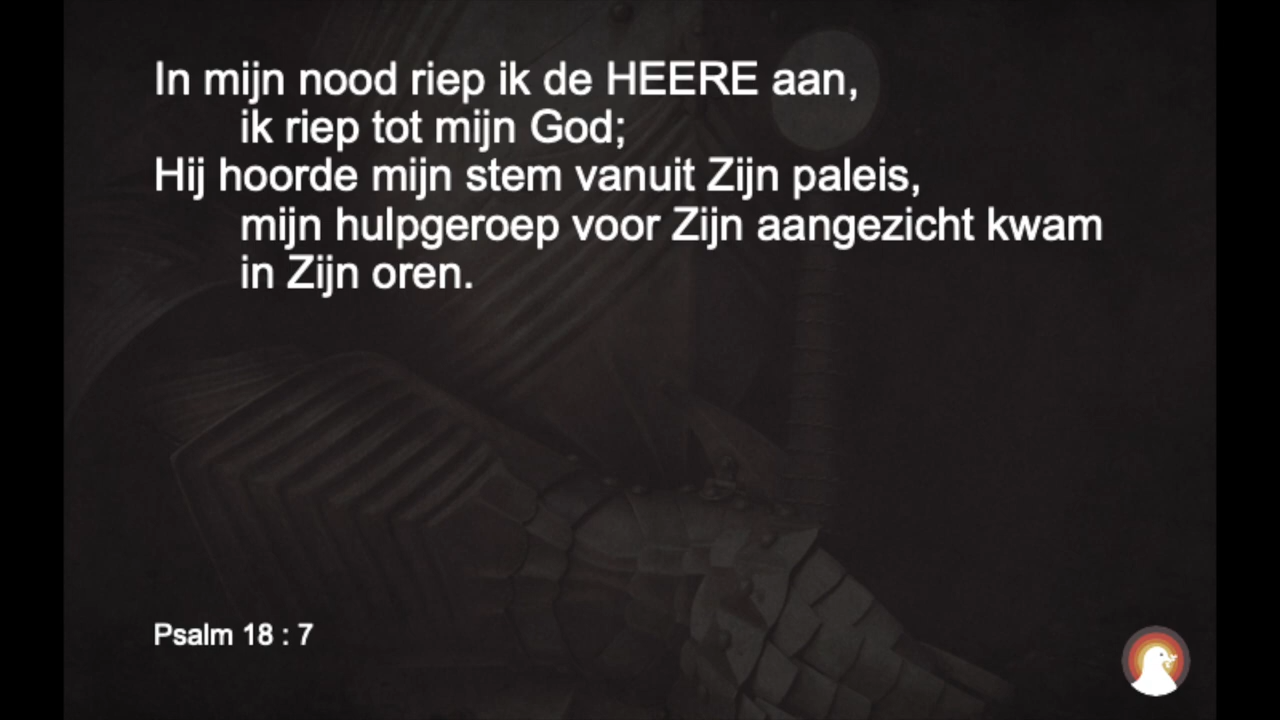 In mijn nood riep ik de HEERE aan,
ik riep tot mijn God;
Hij hoorde mijn stem vanuit Zijn paleis,
mijn hulpgeroep voor Zijn aangezicht kwam
in Zijn oren.
Psalm 18 : 7